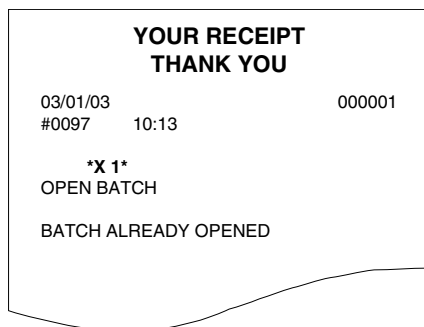 YOUR RECEIPT
THANK YOU
03/01/03 000001
#0097 10:13
*X 1*
OPEN BATCH
BATCH ALREADY OPENED